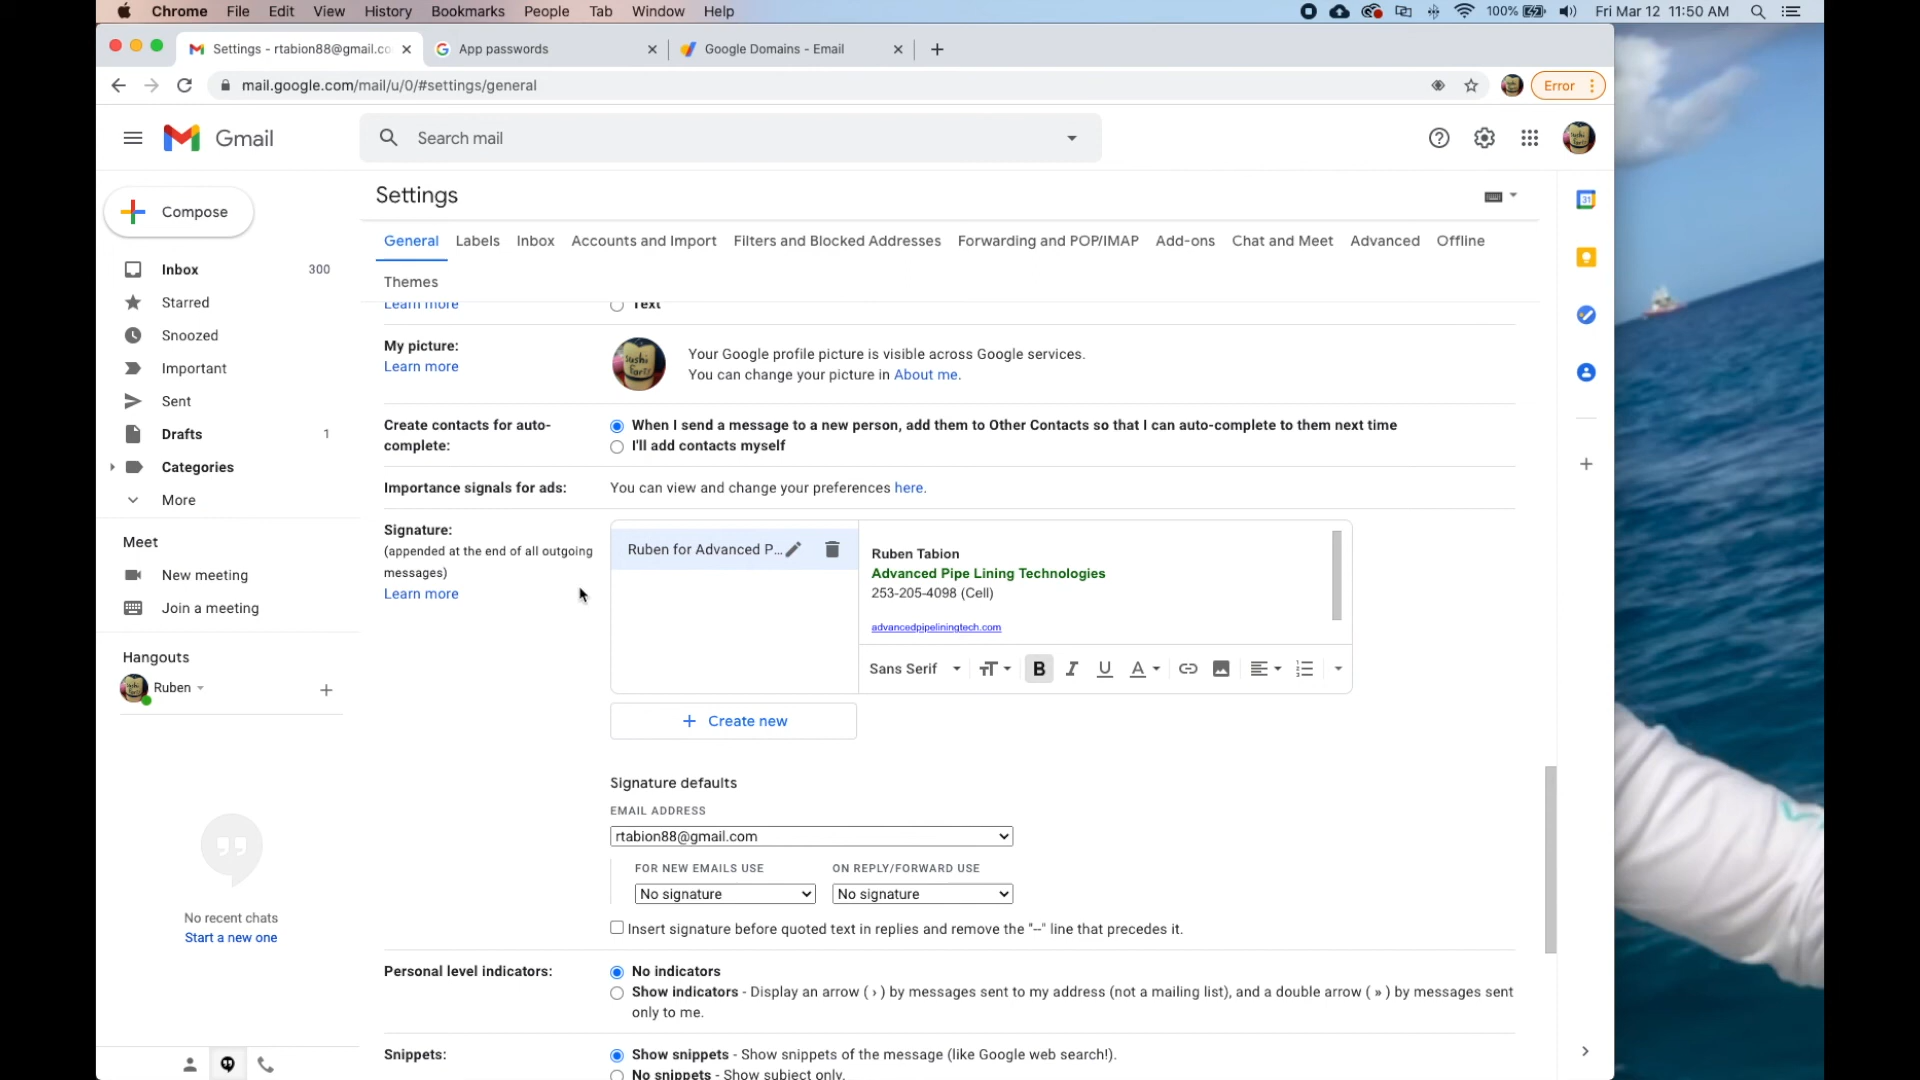 Chrome File Edit View History Bookmarks People Tab Window Help 100% Fri Mar 12 11:50 AM
Settings - rtabion88@gmail.co App passwords Google Domains - Email
mail.google.com/mail/u/0/#settings/general Error
Gmail Search mail
Settings
Compose
General Labels Inbox Accounts and Import Filters and Blocked Addresses Forwarding and POP/IMAP Add-ons Chat and Meet Advanced Offline
Themes
Inbox 300
Starred
Snoozed
Important
Sent
Drafts 1
Categories
More
Meet
New meeting
Join a meeting
Hangouts
Ruben
No recent chats
Start a new one
Learn more Text
My picture:
Learn more
sushi
Your Google profile picture is visible across Google services.
You can change your picture in About me.
Create contacts for auto-
complete:
When I send a message to a new person, add them to Other Contacts so that I can auto-complete to them next time
I'll add contacts myself
Importance signals for ads: You can view and change your preferences here.
Signature:
(appended at the end of all outgoing
messages)
Learn more
Ruben for Advanced P...
Ruben Tabion
Advanced Pipe Lining Technologies
253-205-4098 (Cell)
advancedpipeliningtech.com
Sans Serif
Create new
Signature defaults
EMAIL ADDRESS
rtabion88@gmail.com
FOR NEW EMAILS USE ON REPLY/FORWARD USE
No signature No signature
Insert signature before quoted text in replies and remove the "--" line that precedes it.
Personal level indicators: No indicators
Show indicators - Display an arrow ( › ) by messages sent to my address (not a mailing list), and a double arrow ( » ) by messages sent
only to me.
Snippets: Show snippets - Show snippets of the message (like Google web search!).
No snippets - Show subject only.
31